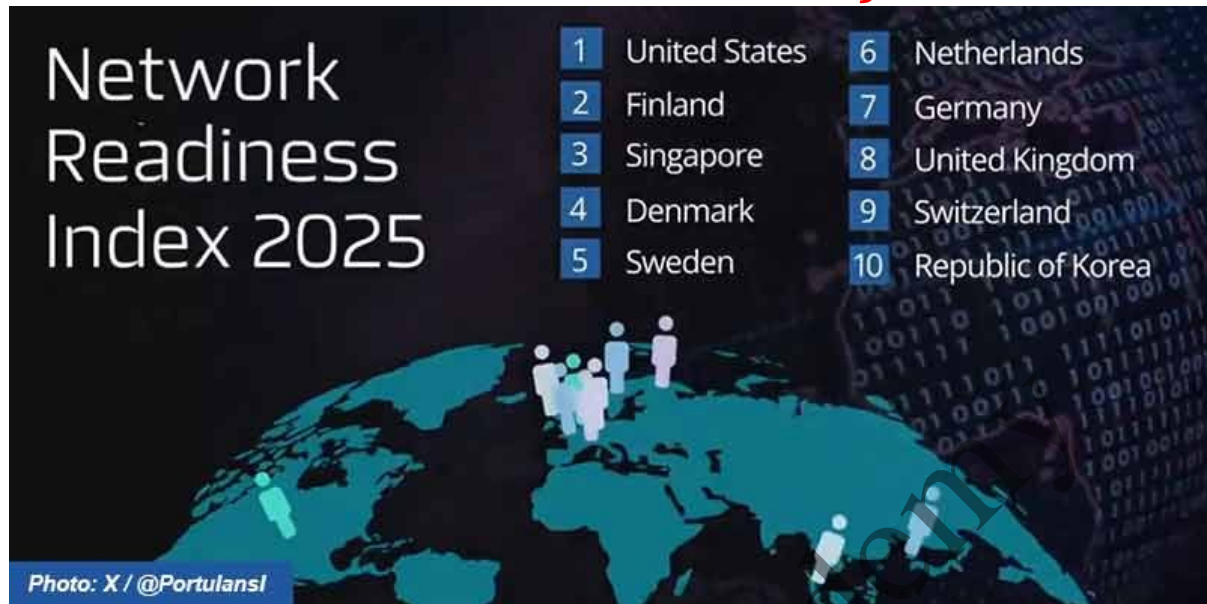 Network
Readiness
Index 2025
1 United States
2 Finland
3 Singapore
4 Denmark
5 Sweden
6 Netherlands
7 Germany
8 United Kingdom
9 Switzerland
10 Republic of Korea
Photo: X / @PortulansI